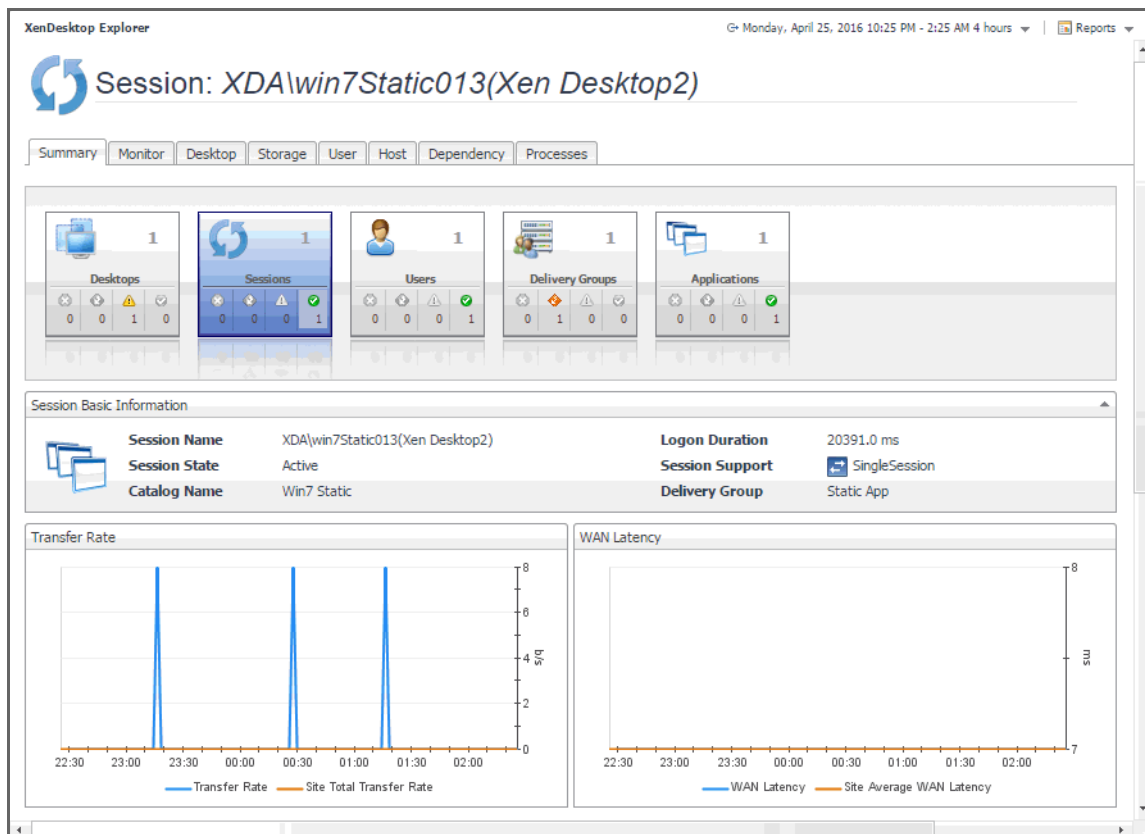 XenDesktop Explorer
Monday, April 25, 2016 10:25 PM - 2:25 AM 4 hours
Reports
Session: XDA\win7Static013(Xen Desktop2)
Summary Monitor Desktop Storage User Host Dependency Processes
1 1 1 1 1
Desktops Sessions Users Delivery Groups Applications
0 0 1 0 0 0 0 1 0 0 0 1 0 1 0 0 0 0 0 1
Session Basic Information
Session Name XDA\win7Static013(Xen Desktop2) Logon Duration 20391.0 ms
Session State Active Session Support SingleSession
Catalog Name Win7 Static Delivery Group Static App
Transfer Rate
8
6
4
2
0
b/s
22:30 23:00 23:30 00:00 00:30 01:00 01:30 02:00
Transfer Rate Site Total Transfer Rate
WAN Latency
8
7
ms
22:30 23:00 23:30 00:00 00:30 01:00 01:30 02:00
WAN Latency Site Average WAN Latency